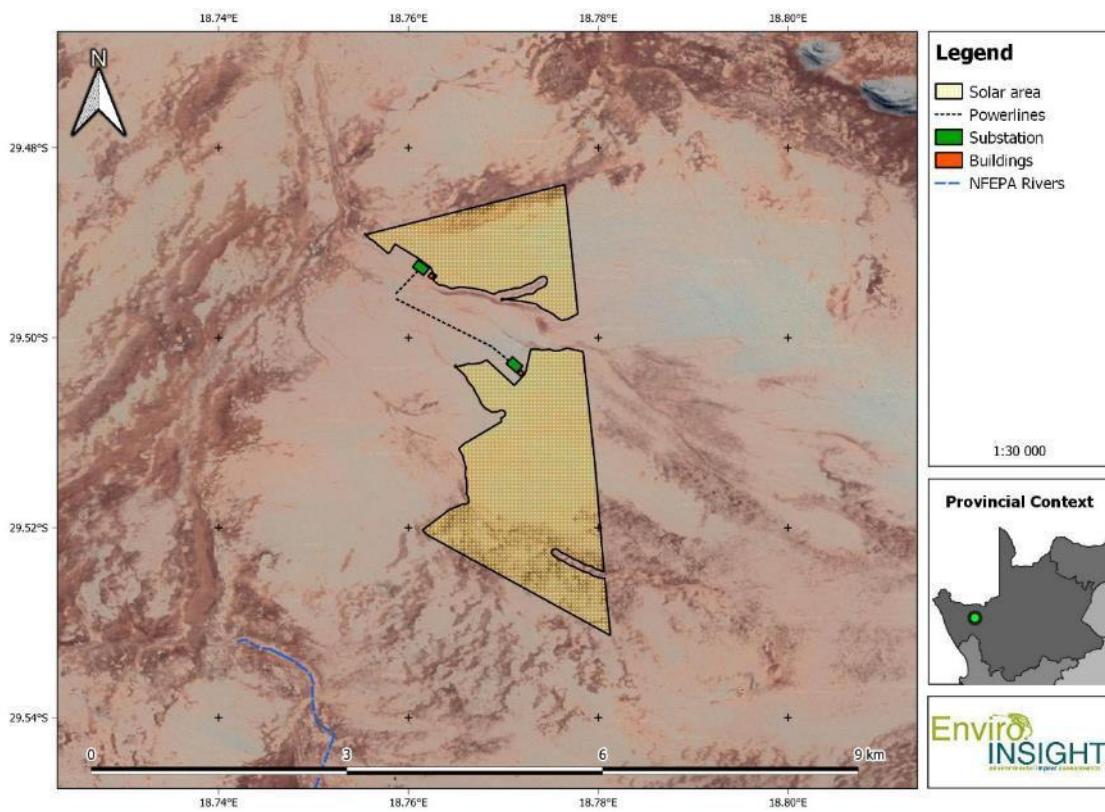 18.74°E 18.76°E 18.78°E 18.80°E
N
29.48°S
29.50°S
29.52°S
29.54°S
0 3 6 9 km
18.74°E 18.76°E 18.78°E 18.80°E
Legend
Solar area
Powerlines
Substation
Buildings
NFEPA Rivers
1:30 000
Provincial Context
Enviro
INSIGHT